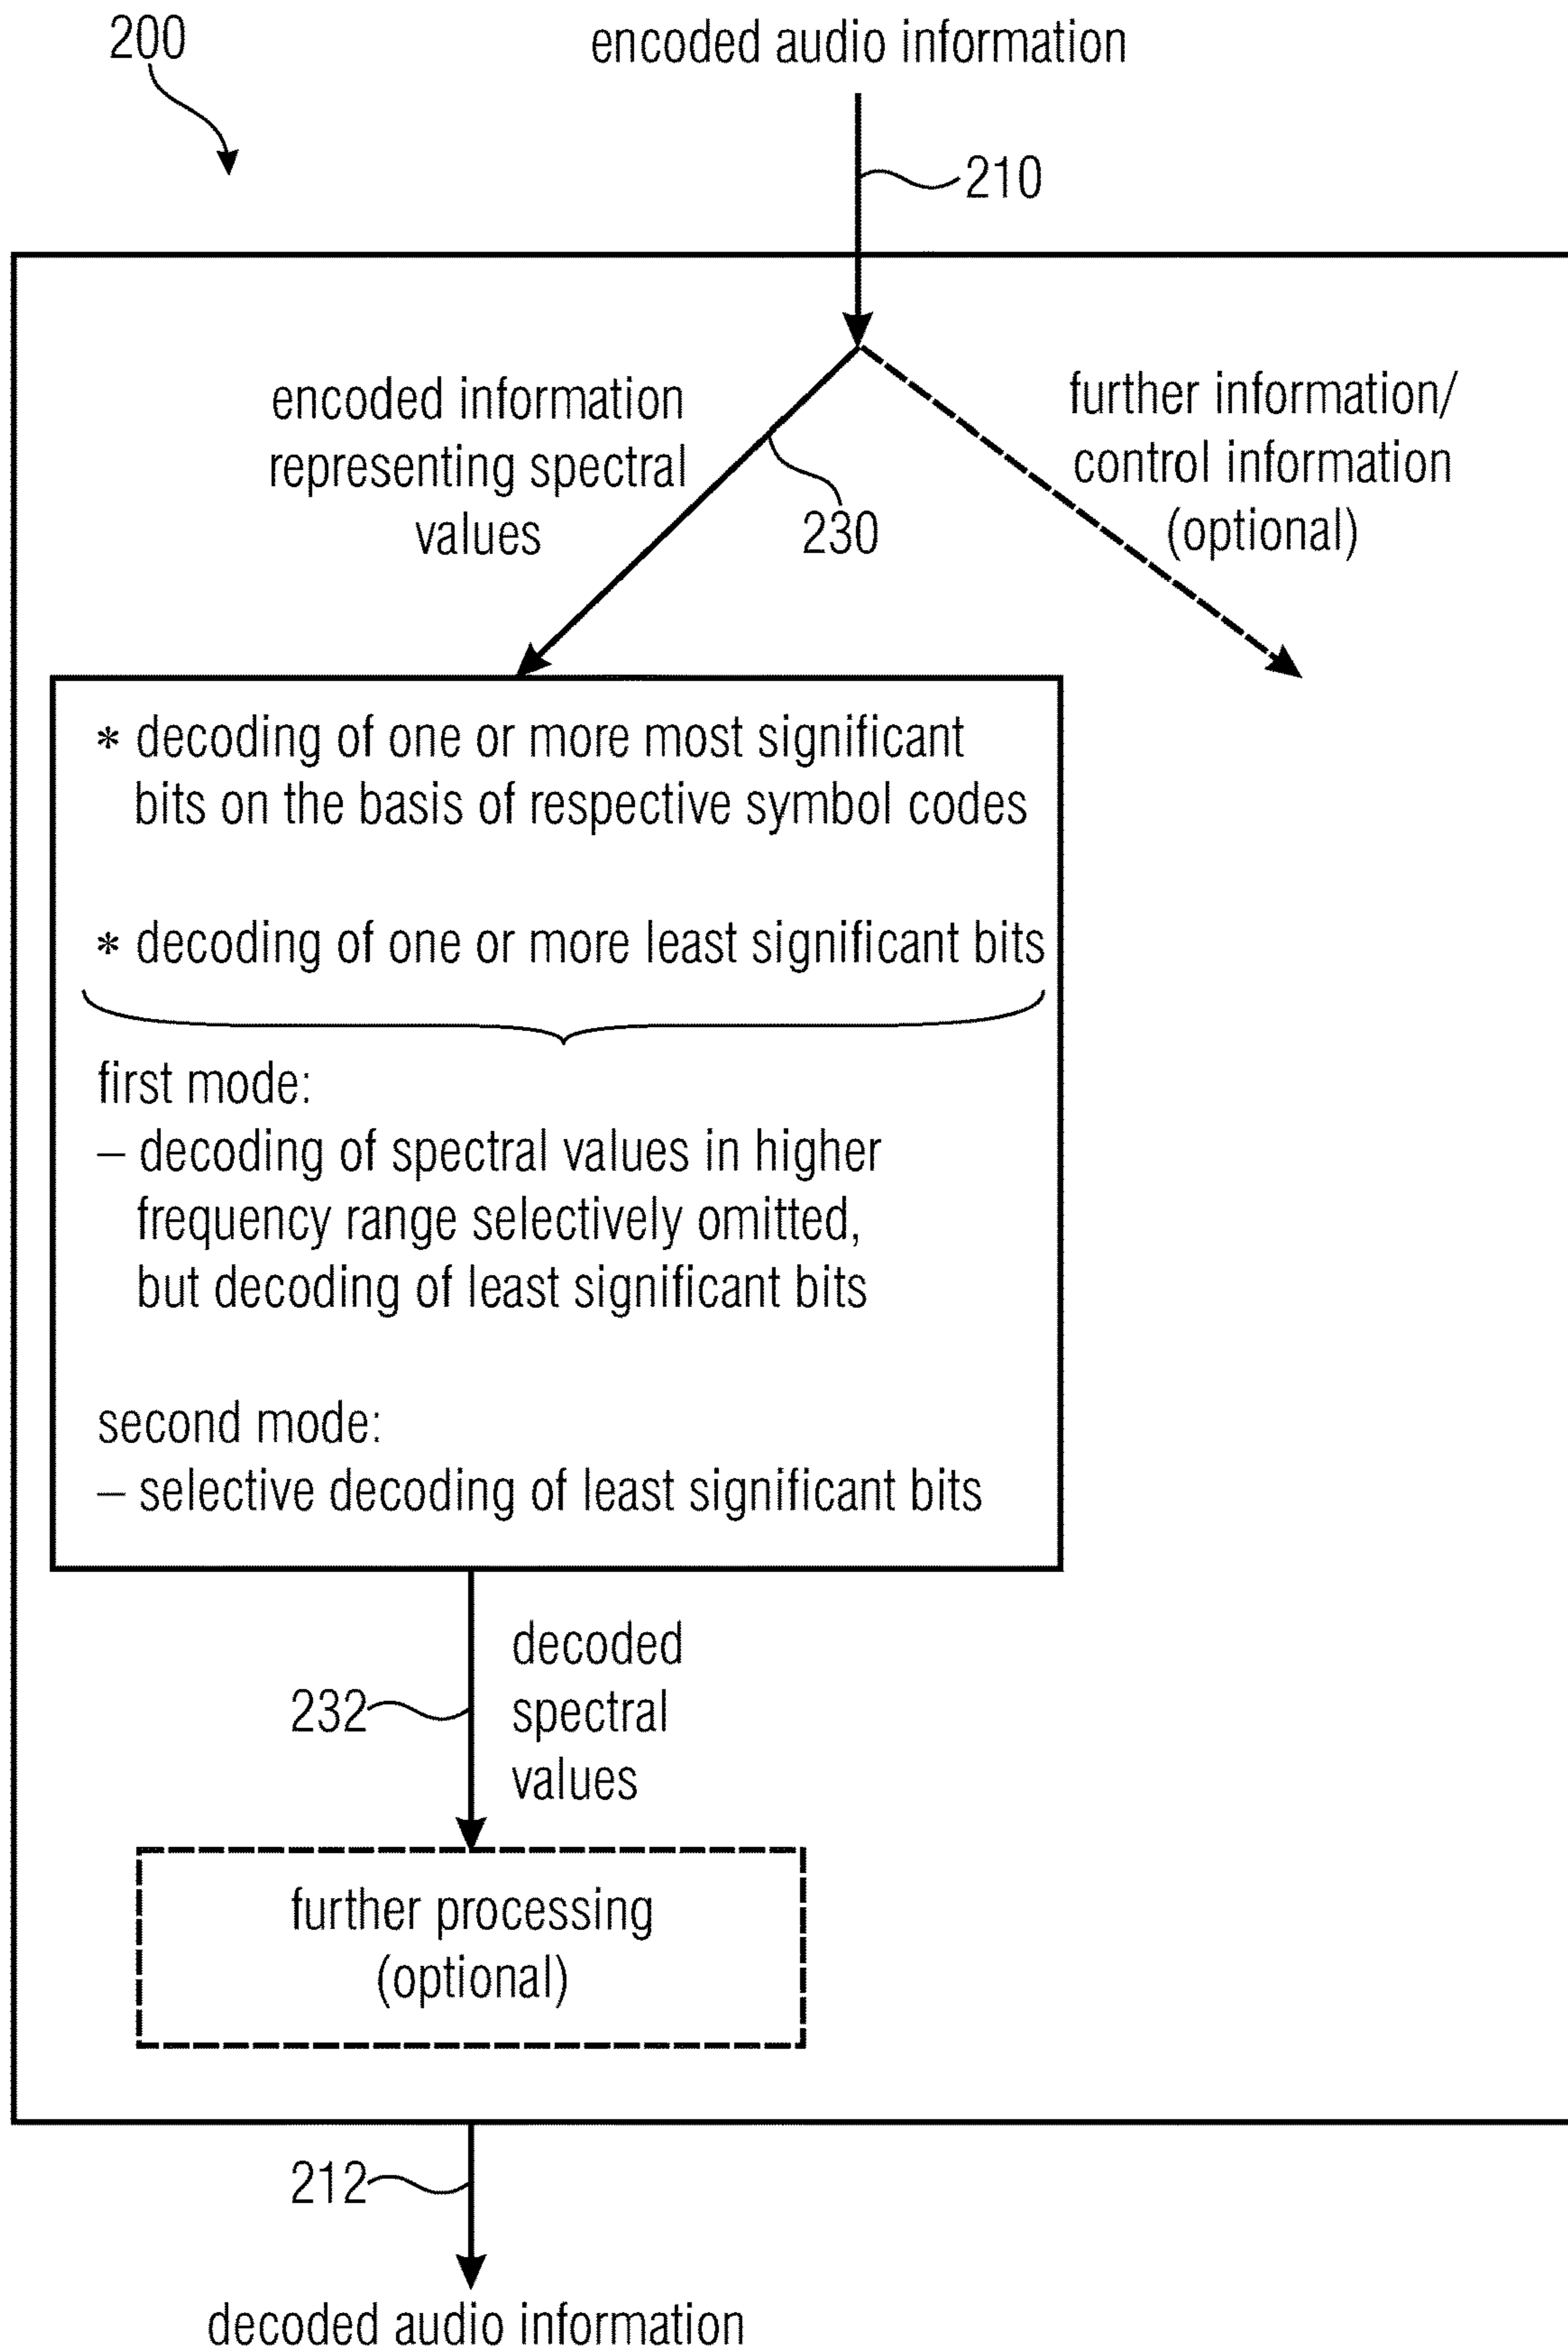 200
encoded audio information
210
encoded information
representing spectral
values
230
further information/
control information
(optional)
* decoding of one or more most significant
bits on the basis of respective symbol codes
* decoding of one or more least significant bits
first mode:
– decoding of spectral values in higher
frequency range selectively omitted,
but decoding of least significant bits
second mode:
– selective decoding of least significant bits
232
decoded
spectral
values
further processing
(optional)
212
decoded audio information